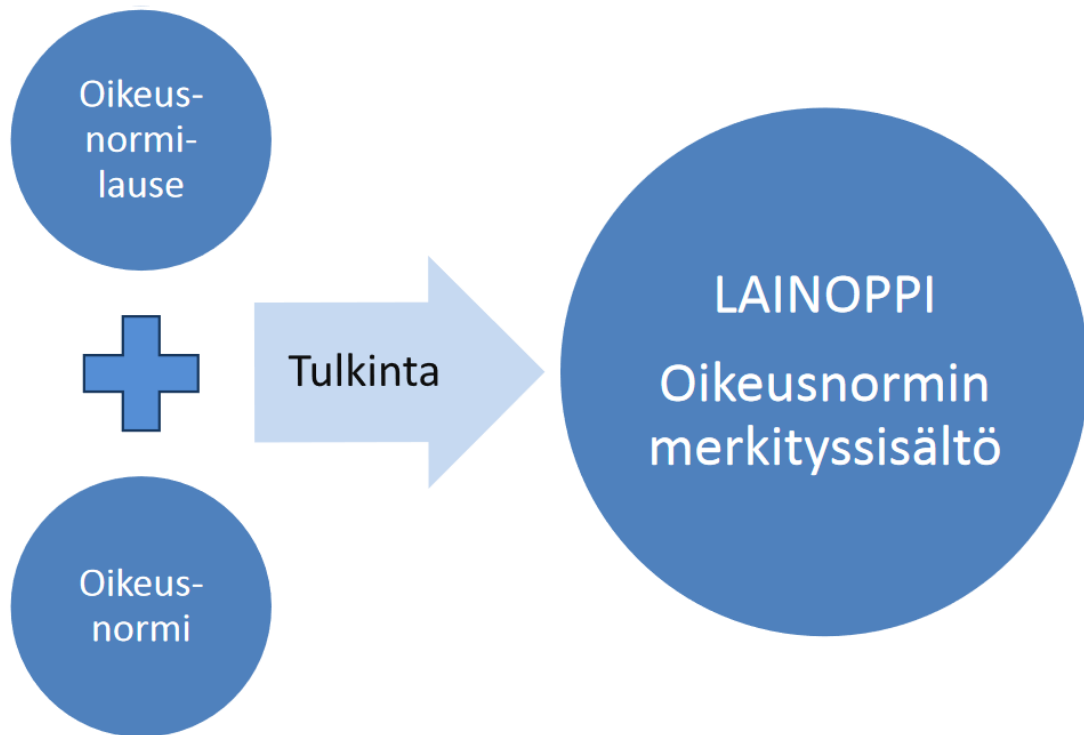 Oikeus-
normi-
lause
Tulkinta
Oikeus-
normi
LAINOPPI
Oikeusnormin
merkityssisältö